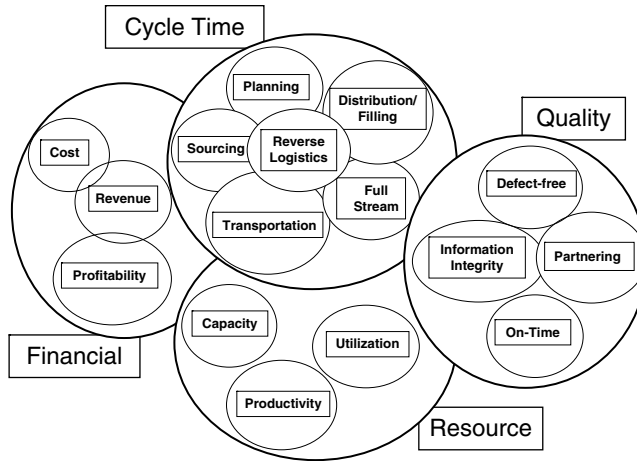 Cycle Time
Planning
Distribution/
Filling
Sourcing
Reverse
Logistics
Full
Stream
Transportation
Cost
Revenue
Profitability
Financial
Quality
Defect-free
Information
Integrity
Partnering
On-Time
Capacity
Utilization
Productivity
Resource